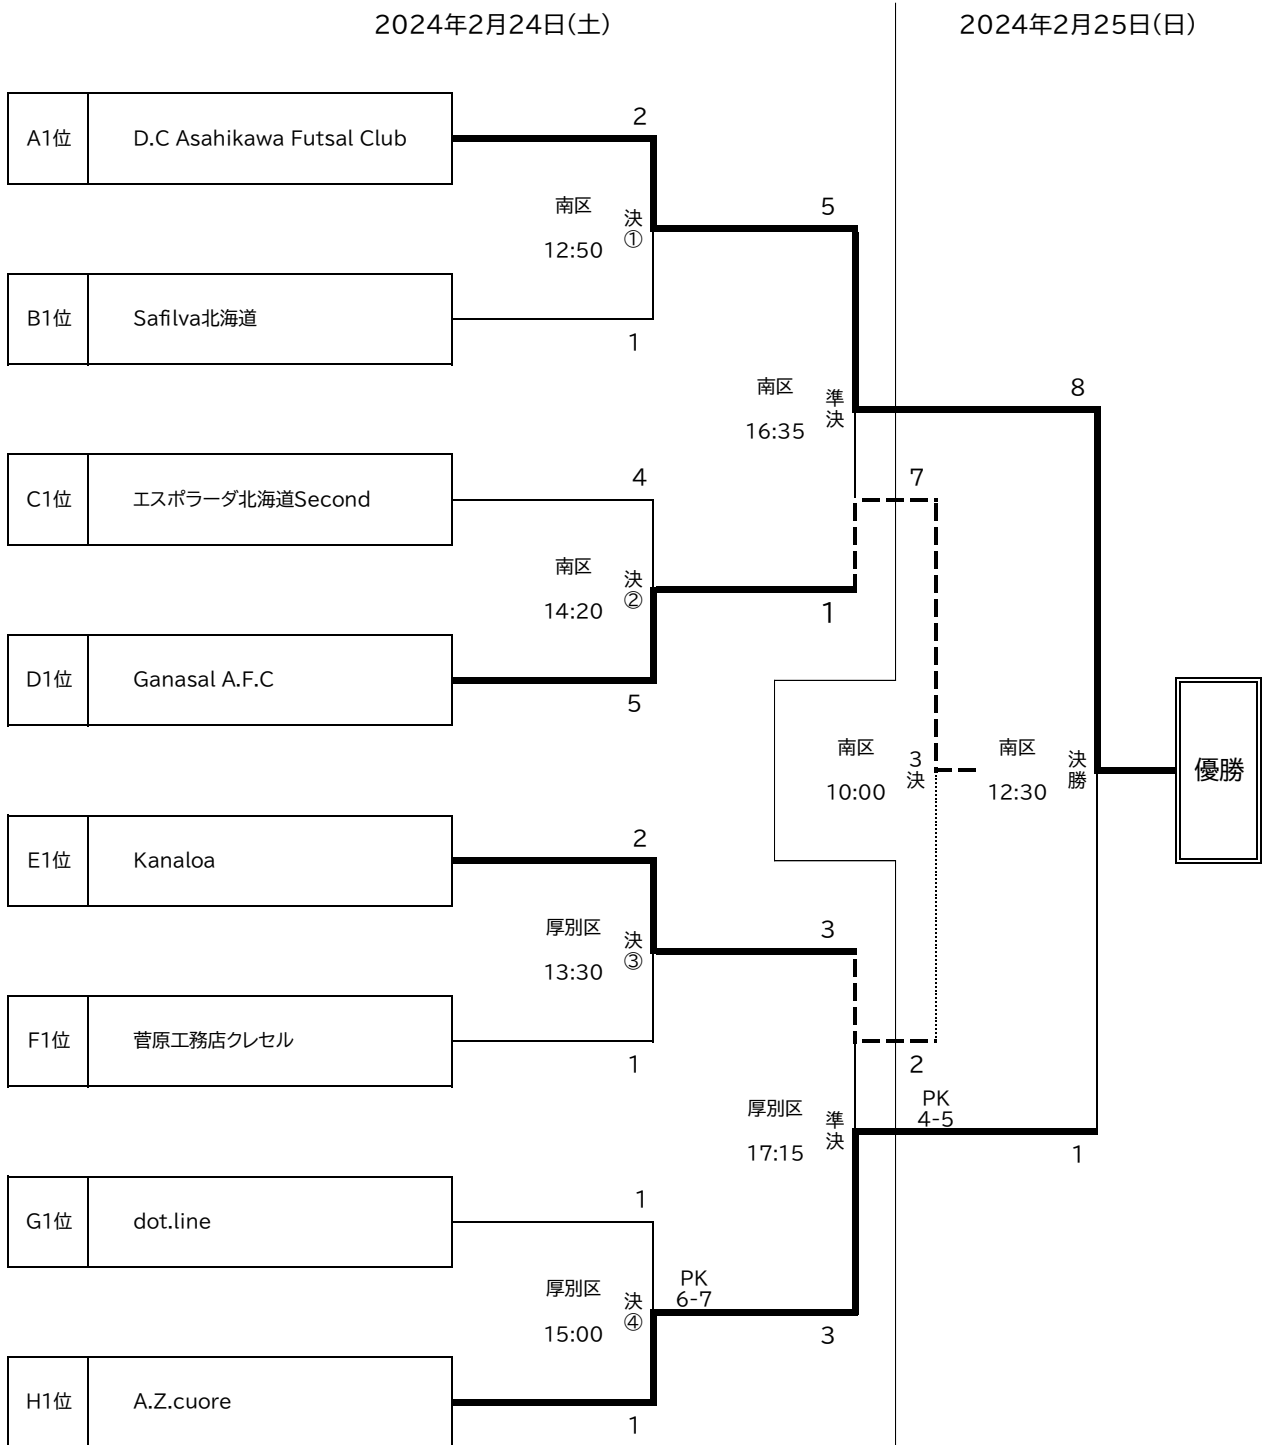 2024年2月24日(土)
2024年2月25日(日)
2
A1位
D.C Asahikawa Futsal Club
南区
決①
12:50
5
B1位
Safilva北海道
1
南区
準決
16:35
8
4
7
C1位
エスポラーダ北海道Second
南区
決②
14:20
1
D1位
Ganasal A.F.C
5
南区
3決
10:00
南区
決勝
12:30
優勝
2
E1位
Kanaloa
厚別区
決③
13:30
3
F1位
菅原工務店クレセル
1
2
厚別区
準決
17:15
PK
4-5
1
1
G1位
dot.line
厚別区
決④
15:00
PK
6-7
3
H1位
A.Z.cuore
1